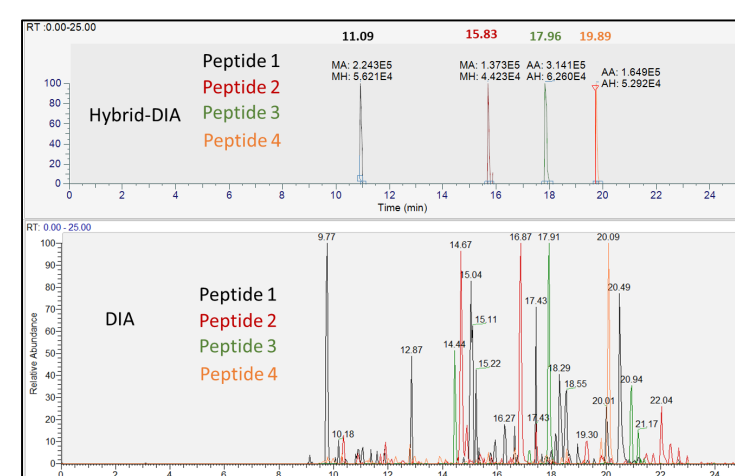 RT :0.00-25.00
11.09 15.83 17.96 19.89
Peptide 1
Peptide 2
Peptide 3
Peptide 4
Hybrid-DIA
MA: 2.243E5
MH: 5.621E4
MA: 1.373E5
MH: 4.423E4
AA: 3.141E5
AH: 6.260E4
AA: 1.649E5
AH: 5.292E4
100
80
60
40
20
0
0 2 4 6 8 10 12 14 16 18 20 22 24
Time (min)
RT: 0.00 - 25.00
Relative Abundance
100
90
80
70
60
50
40
30
20
10
0
DIA
Peptide 1
Peptide 2
Peptide 3
Peptide 4
9.77
10.18
12.87
14.44
14.67
15.04
15.11
15.22
16.27
16.87
17.43
17.43
17.91
18.29
18.55
19.30
20.01
20.09
20.49
20.94
21.17
22.04
0 2 4 6 8 10 12 14 16 18 20 22 24